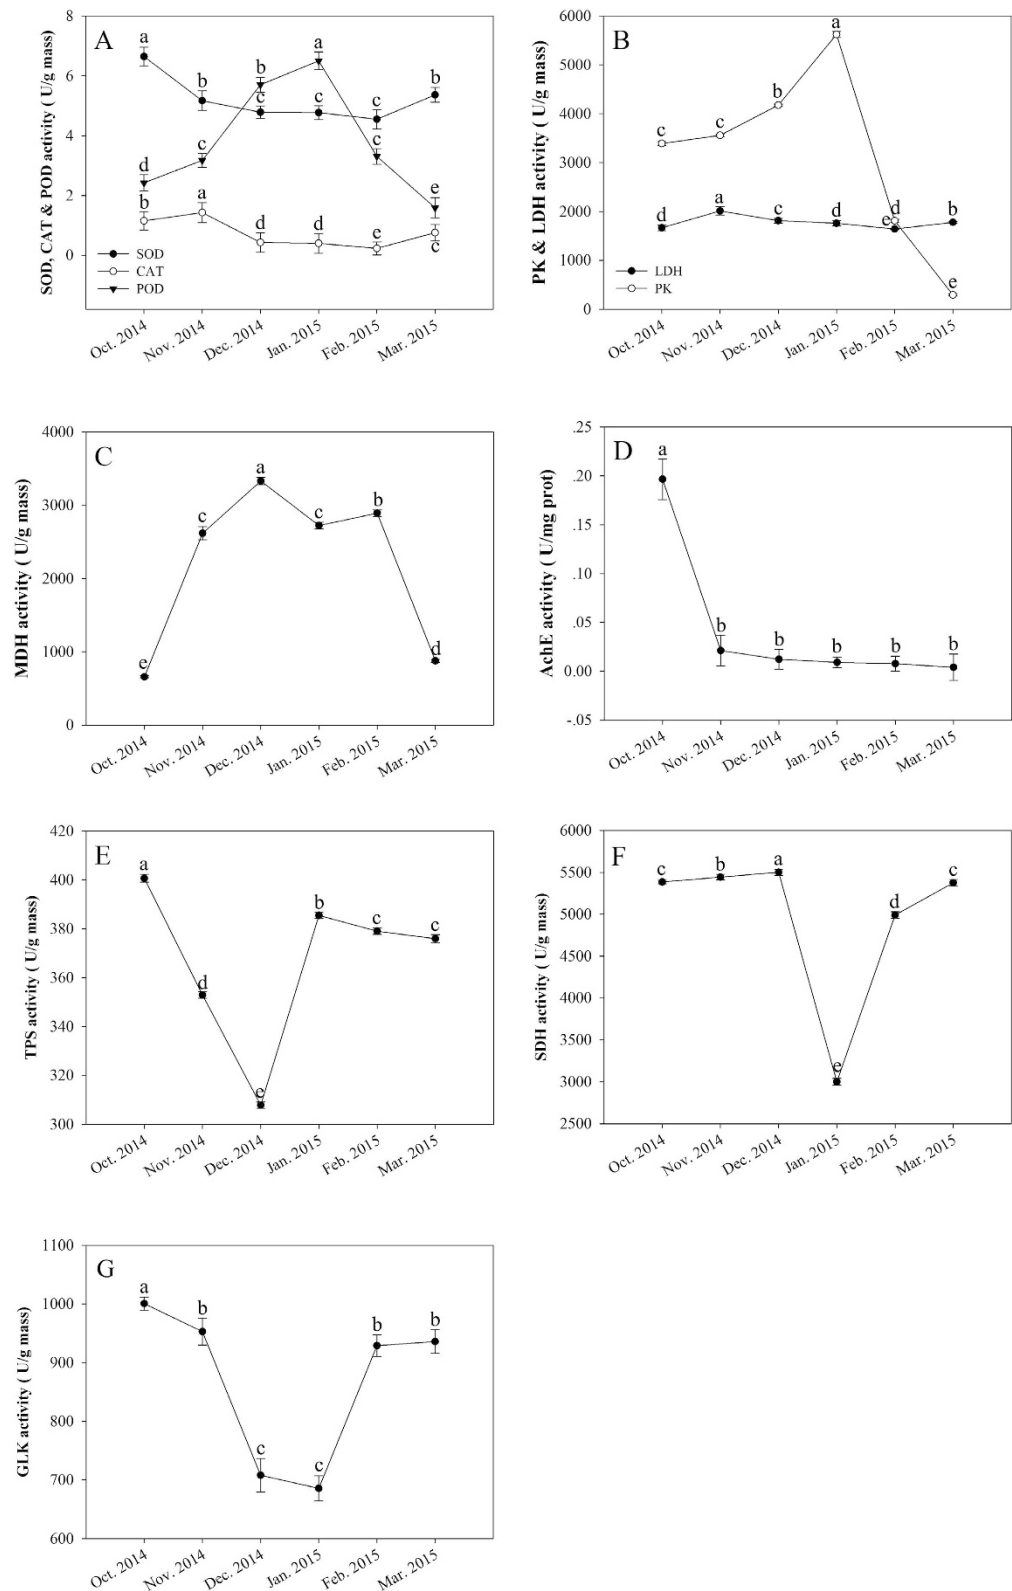 A
SOD, CAT & POD activity ( U/g mass)
8
6
4
2
0
a
b
c
c
c
b
d
c
b
a
c
e
b
a
d
d
e
c
SOD
CAT
POD
Oct. 2014
Nov. 2014
Dec. 2014
Jan. 2015
Feb. 2015
Mar. 2015
B
PK & LDH activity ( U/g mass)
6000
5000
4000
3000
2000
1000
0
c
c
b
a
d
e
d
a
c
d
e
b
LDH
PK
Oct. 2014
Nov. 2014
Dec. 2014
Jan. 2015
Feb. 2015
Mar. 2015
C
MDH activity ( U/g mass)
4000
3000
2000
1000
0
e
c
a
c
b
d
Oct. 2014
Nov. 2014
Dec. 2014
Jan. 2015
Feb. 2015
Mar. 2015
D
AchE activity ( U/mg prot)
.25
.20
.15
.10
.05
0.00
-.05
a
b
b
b
b
b
Oct. 2014
Nov. 2014
Dec. 2014
Jan. 2015
Feb. 2015
Mar. 2015
E
TPS activity ( U/g mass)
420
400
380
360
340
320
300
a
d
e
b
c
c
Oct. 2014
Nov. 2014
Dec. 2014
Jan. 2015
Feb. 2015
Mar. 2015
F
SDH activity ( U/g mass)
6000
5500
5000
4500
4000
3500
3000
2500
c
b
a
e
d
c
Oct. 2014
Nov. 2014
Dec. 2014
Jan. 2015
Feb. 2015
Mar. 2015
G
GLK activity ( U/g mass)
1100
1000
900
800
700
600
a
b
c
c
b
b
Oct. 2014
Nov. 2014
Dec. 2014
Jan. 2015
Feb. 2015
Mar. 2015